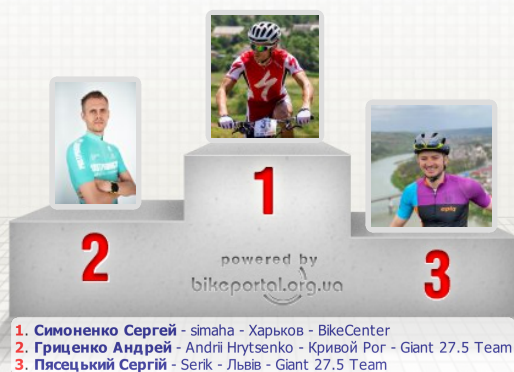 1
2
3
powered by
bikeportal.org.ua
1. Симоненко Сергей - simaha - Харьков - BikeCenter
2. Гриценко Андрей - Andrii Hrytsenko - Кривой Рог - Giant 27.5 Team
3. Пясецький Сергій - Serik - Львів - Giant 27.5 Team